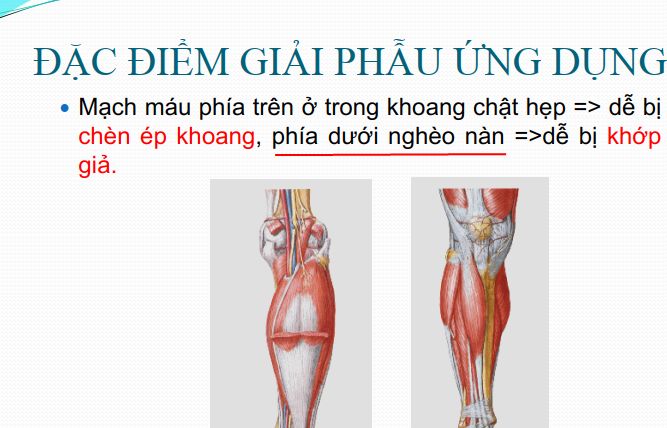 ĐẶC ĐIỂM GIẢI PHẪU ỨNG DỤNG
• Mạch máu phía trên ở trong khoang chật hẹp => dễ bị
chèn ép khoang, phía dưới nghèo nàn =>dễ bị khớp
giả.